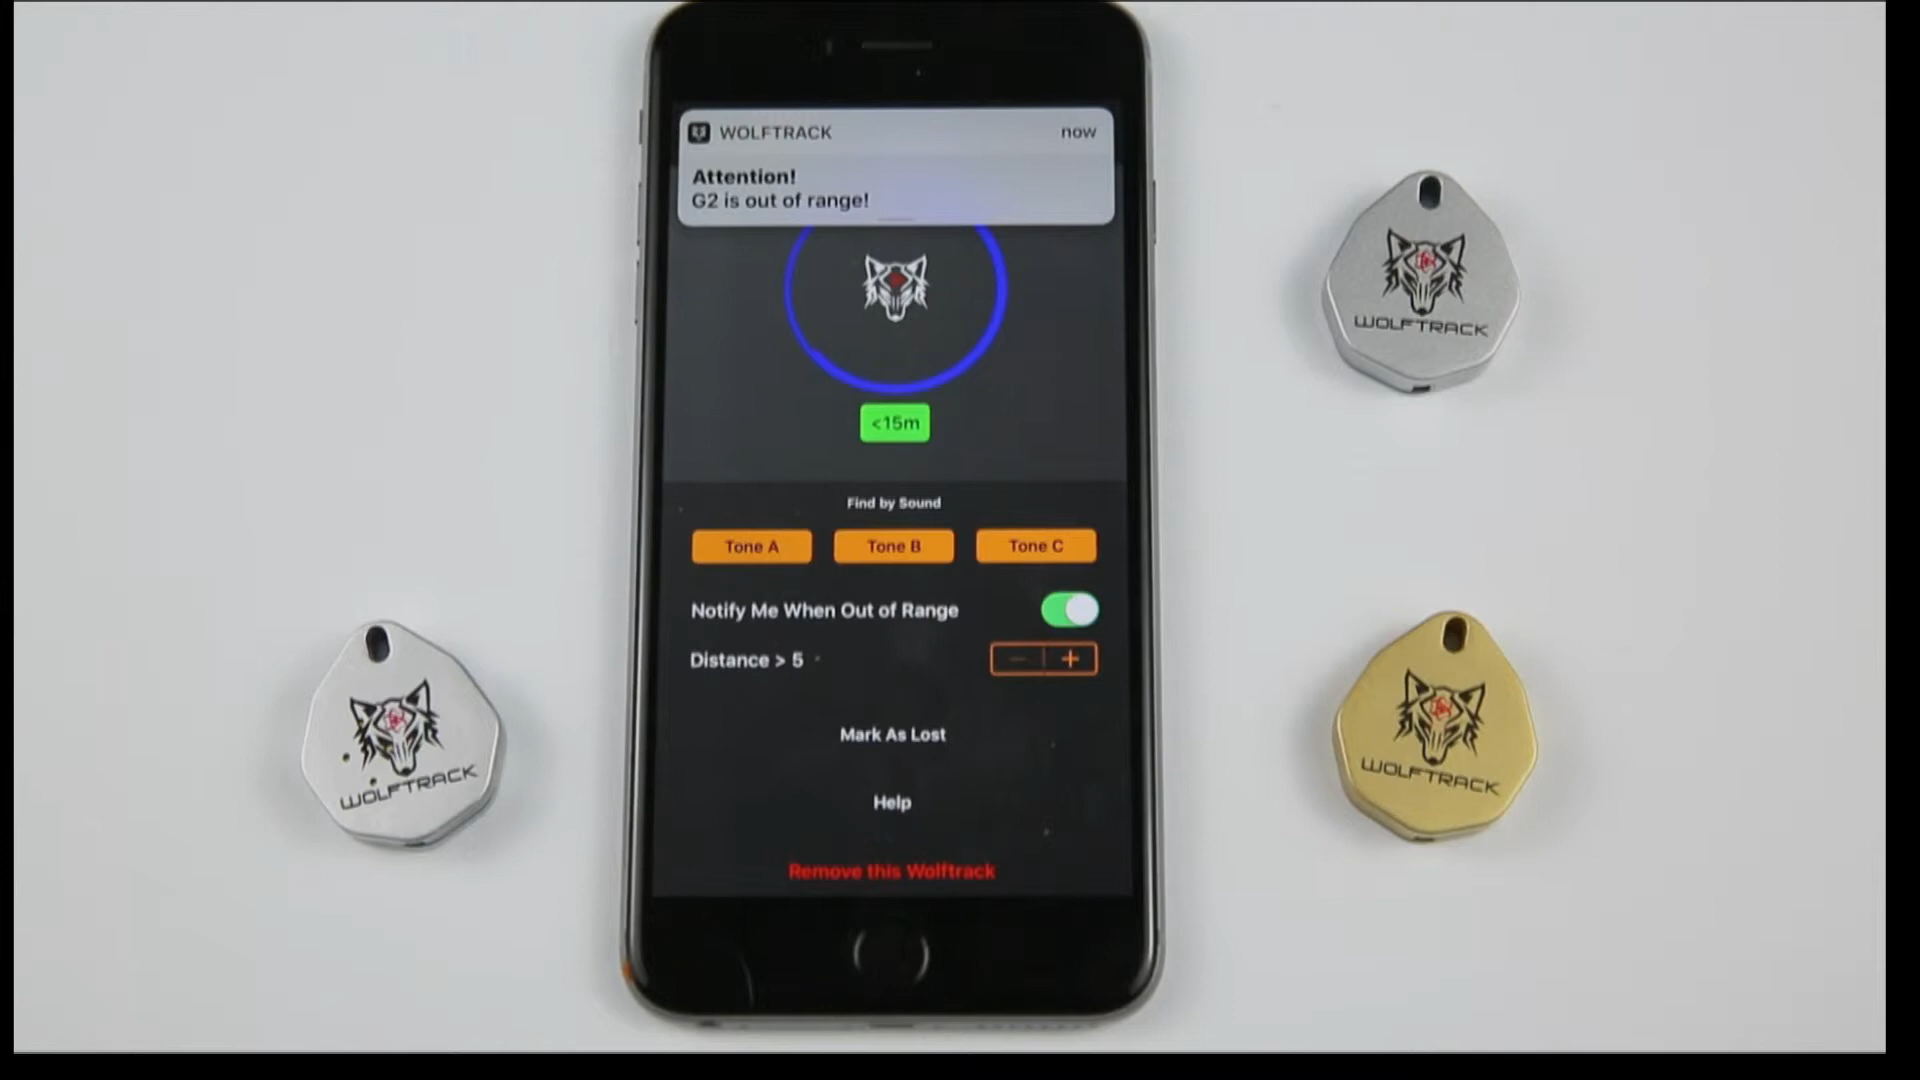 WOLFTRACK
now
Attention!
G2 is out of range!
<15m
Find by Sound
Tone A
Tone B
Tone C
Notify Me When Out of Range
Distance > 5
Mark As Lost
Help
Remove this Wolftrack
WOLFTRACK
WOLFTRACK
WOLFTRACK